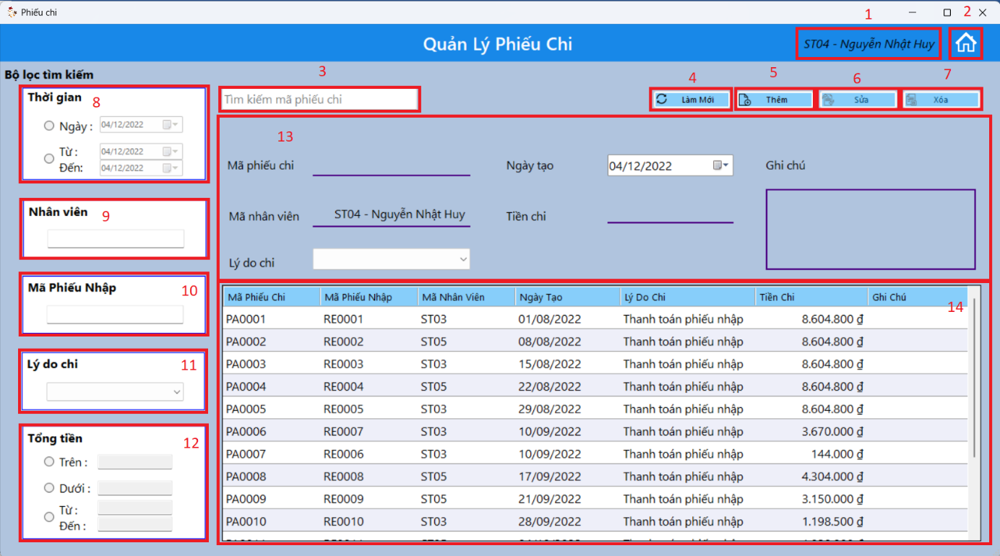 Phiếu chi
1
2
Quản Lý Phiếu Chi
ST04 - Nguyễn Nhật Huy
Bộ lọc tìm kiếm
3
4
5
6
7
Tìm kiếm mã phiếu chi
Làm Mới
Thêm
Sửa
Xóa
Thời gian
8
Ngày :
04/12/2022
Từ :
04/12/2022
Đến:
04/12/2022
Nhân viên
9
Mã Phiếu Nhập
10
Lý do chi
11
Tổng tiền
12
Trên :
Dưới :
Từ :
Đến :
13
Mã phiếu chi
Ngày tạo
04/12/2022
Ghi chú
Mã nhân viên
ST04 - Nguyễn Nhật Huy
Tiền chi
Lý do chi
14
Mã Phiếu Chi Mã Phiếu Nhập Mã Nhân Viên Ngày Tạo Lý Do Chi Tiền Chi Ghi Chú
PA0001 RE0001 ST03 01/08/2022 Thanh toán phiếu nhập 8.604.800 ₫
PA0002 RE0002 ST05 08/08/2022 Thanh toán phiếu nhập 8.604.800 ₫
PA0003 RE0003 ST03 15/08/2022 Thanh toán phiếu nhập 8.604.800 ₫
PA0004 RE0004 ST05 22/08/2022 Thanh toán phiếu nhập 8.604.800 ₫
PA0005 RE0005 ST03 29/08/2022 Thanh toán phiếu nhập 8.604.800 ₫
PA0006 RE0007 ST03 10/09/2022 Thanh toán phiếu nhập 3.670.000 ₫
PA0007 RE0006 ST03 10/09/2022 Thanh toán phiếu nhập 144.000 ₫
PA0008 RE0008 ST05 17/09/2022 Thanh toán phiếu nhập 4.304.000 ₫
PA0009 RE0009 ST05 21/09/2022 Thanh toán phiếu nhập 3.150.000 ₫
PA0010 RE0010 ST03 28/09/2022 Thanh toán phiếu nhập 1.198.500 ₫